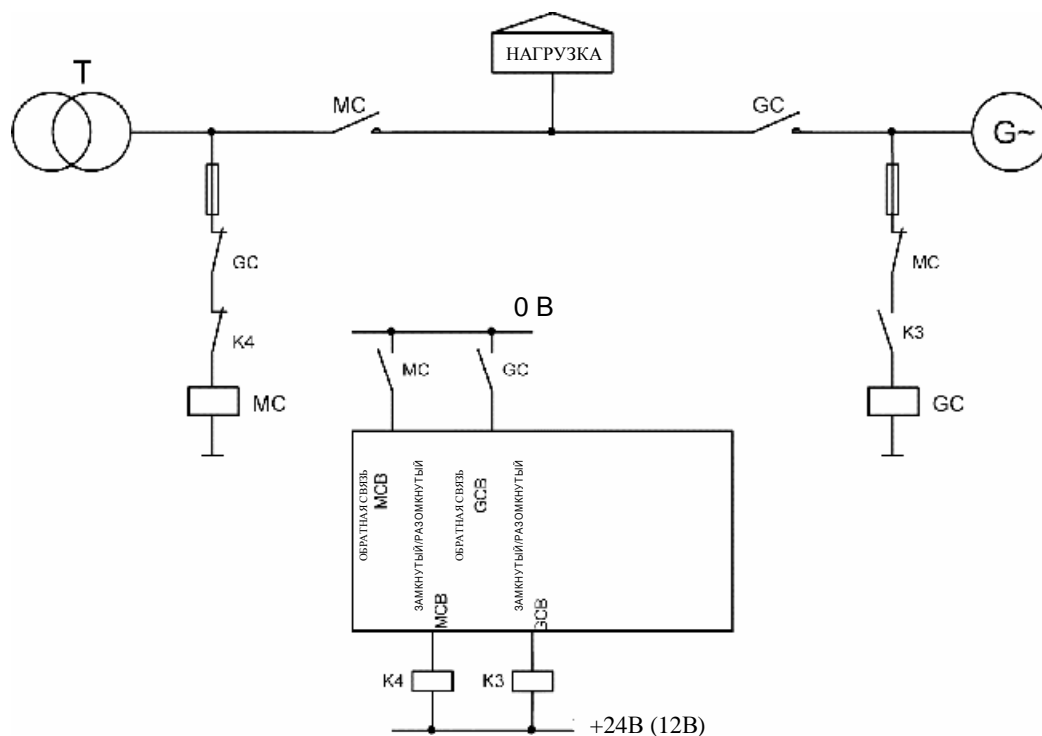 НАГРУЗКА
T
MC
GC
G~
GC
MC
K4
K3
0 В
MC
GC
MC
GC
ОБРАТНАЯ СВЯЗЬ
MCB
ЗАМКНУТЫЙ/РАЗОМКНУТЫЙ
MCB
ОБРАТНАЯ СВЯЗЬ
GCB
ЗАМКНУТЫЙ/РАЗОМКНУТЫЙ
GCB
K4
K3
+24В (12В)